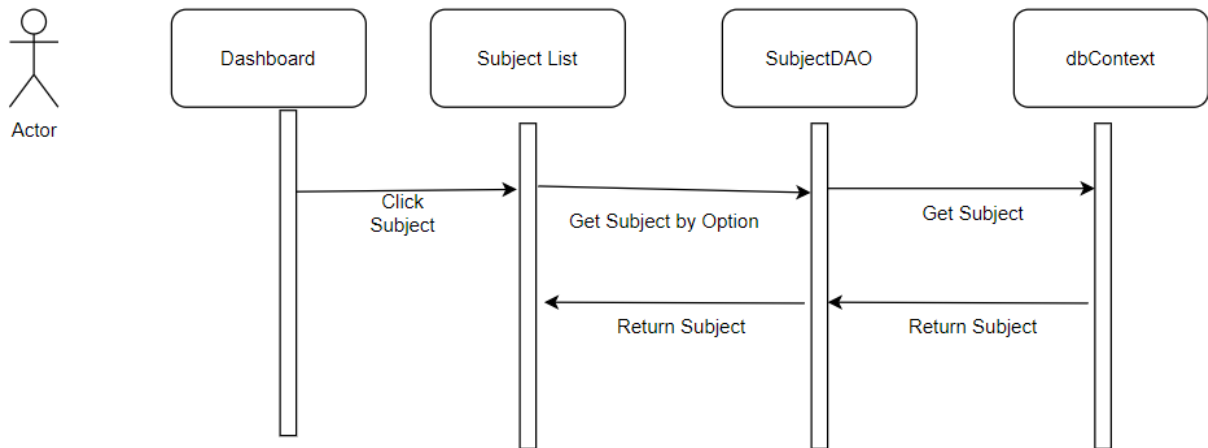 Dashboard
Subject List
SubjectDAO
dbContext
Actor
Click
Subject
Get Subject by Option
Get Subject
Return Subject
Return Subject